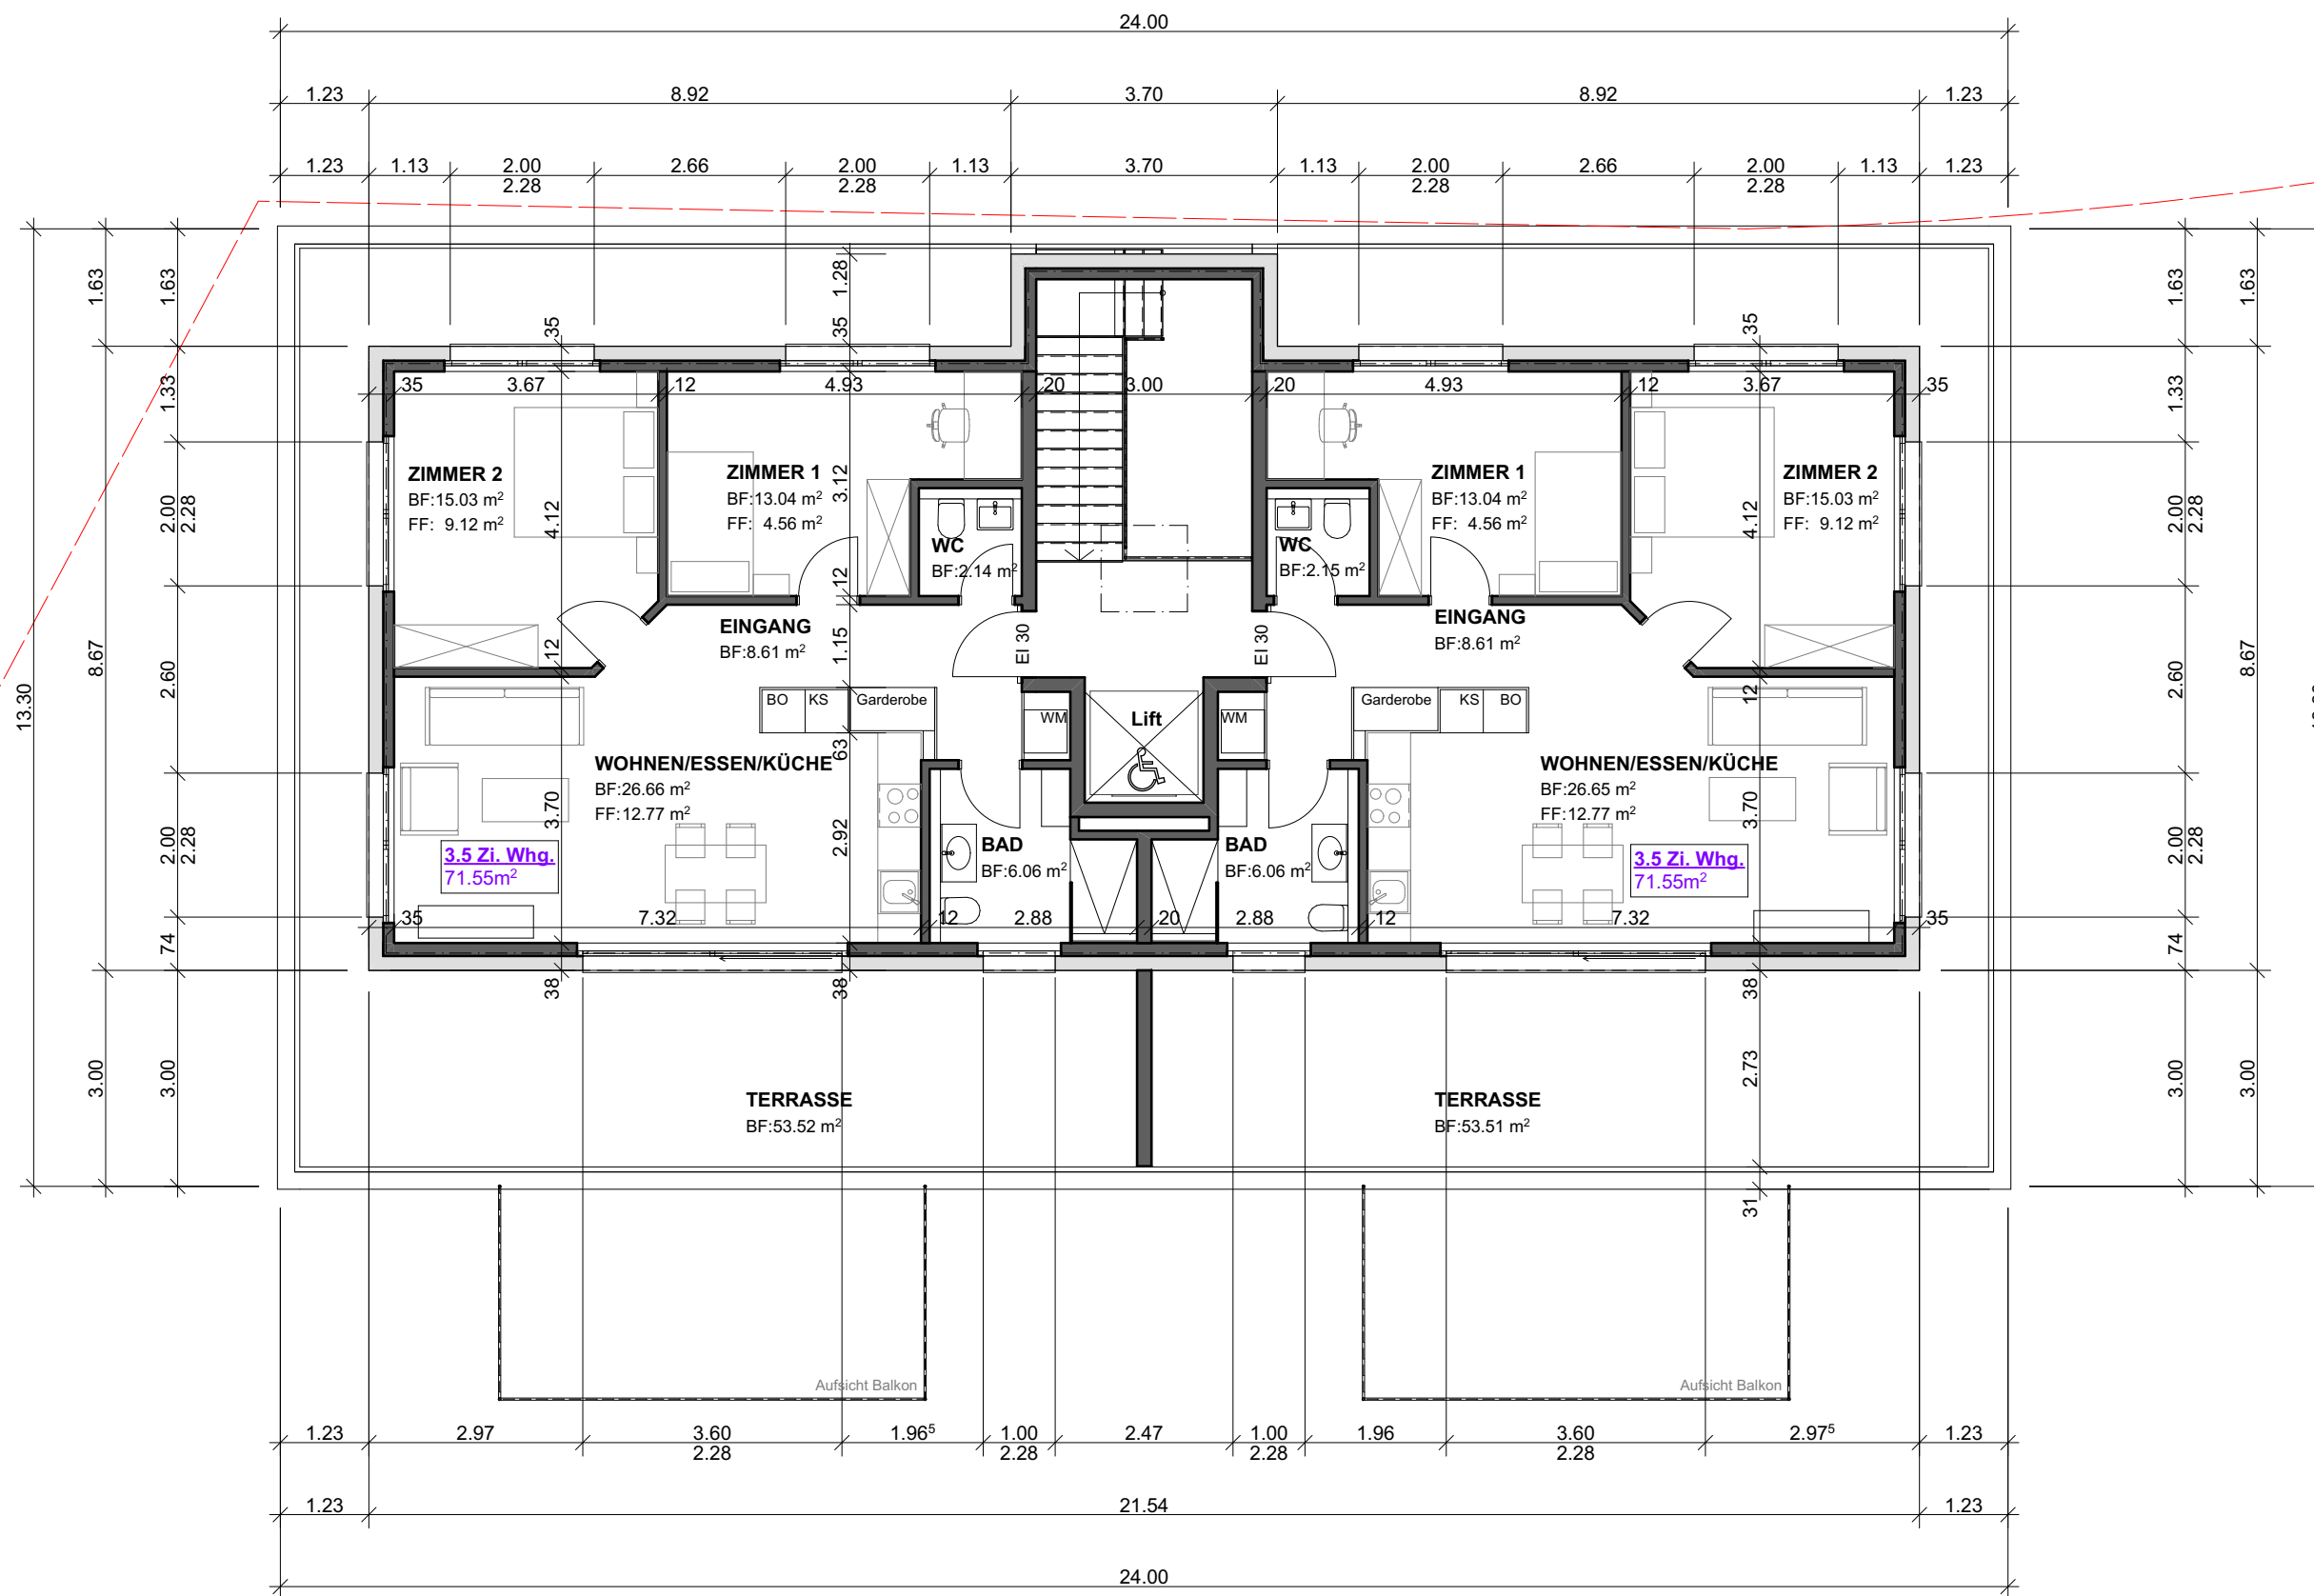 24.00
1.23 8.92 3.70 8.92 1.23
1.23 1.13 2.00 2.66 2.00 1.13 3.70 1.13 2.00 2.66 2.00 1.13 1.23
2.28 2.28 2.28 2.28
13.30
1.63
8.67
3.00
1.63
1.33
2.00
2.28
2.60
2.00
2.28
74
3.00
1.28
35
35
35
35 3.67 12 4.93 20 3.00 20 4.93 12 3.67 35
ZIMMER 2
BF:15.03 m²
FF: 9.12 m²
4.12
12
ZIMMER 1
BF:13.04 m²
FF: 4.56 m²
3.12
12
WC
BF:2.14 m²
WC
BF:2.15 m²
ZIMMER 1
BF:13.04 m²
FF: 4.56 m²
ZIMMER 2
BF:15.03 m²
FF: 9.12 m²
4.12
12
EINGANG
BF:8.61 m²
1.15
EI 30
EI 30
EINGANG
BF:8.61 m²
BO KS Garderobe
WM
Lift
WM
Garderobe KS BO
63
WOHNEN/ESSEN/KÜCHE
BF:26.66 m²
FF:12.77 m²
3.70
2.92
3.5 Zi. Whg.
71.55m²
BAD
BF:6.06 m²
BAD
BF:6.06 m²
WOHNEN/ESSEN/KÜCHE
BF:26.65 m²
FF:12.77 m²
3.70
3.5 Zi. Whg.
71.55m²
35 7.32 12 2.88 20 2.88 12 7.32 35
38
38
38
TERRASSE
BF:53.52 m²
TERRASSE
BF:53.51 m²
2.73
31
1.63
1.33
2.00
2.28
2.60
2.00
2.28
74
3.00
1.63
8.67
3.00
Aufsicht Balkon
Aufsicht Balkon
1.23 2.97 3.60 1.96⁵ 1.00 2.47 1.00 1.96 3.60 2.97⁵ 1.23
2.28 2.28 2.28 2.28
1.23 21.54 1.23
24.00